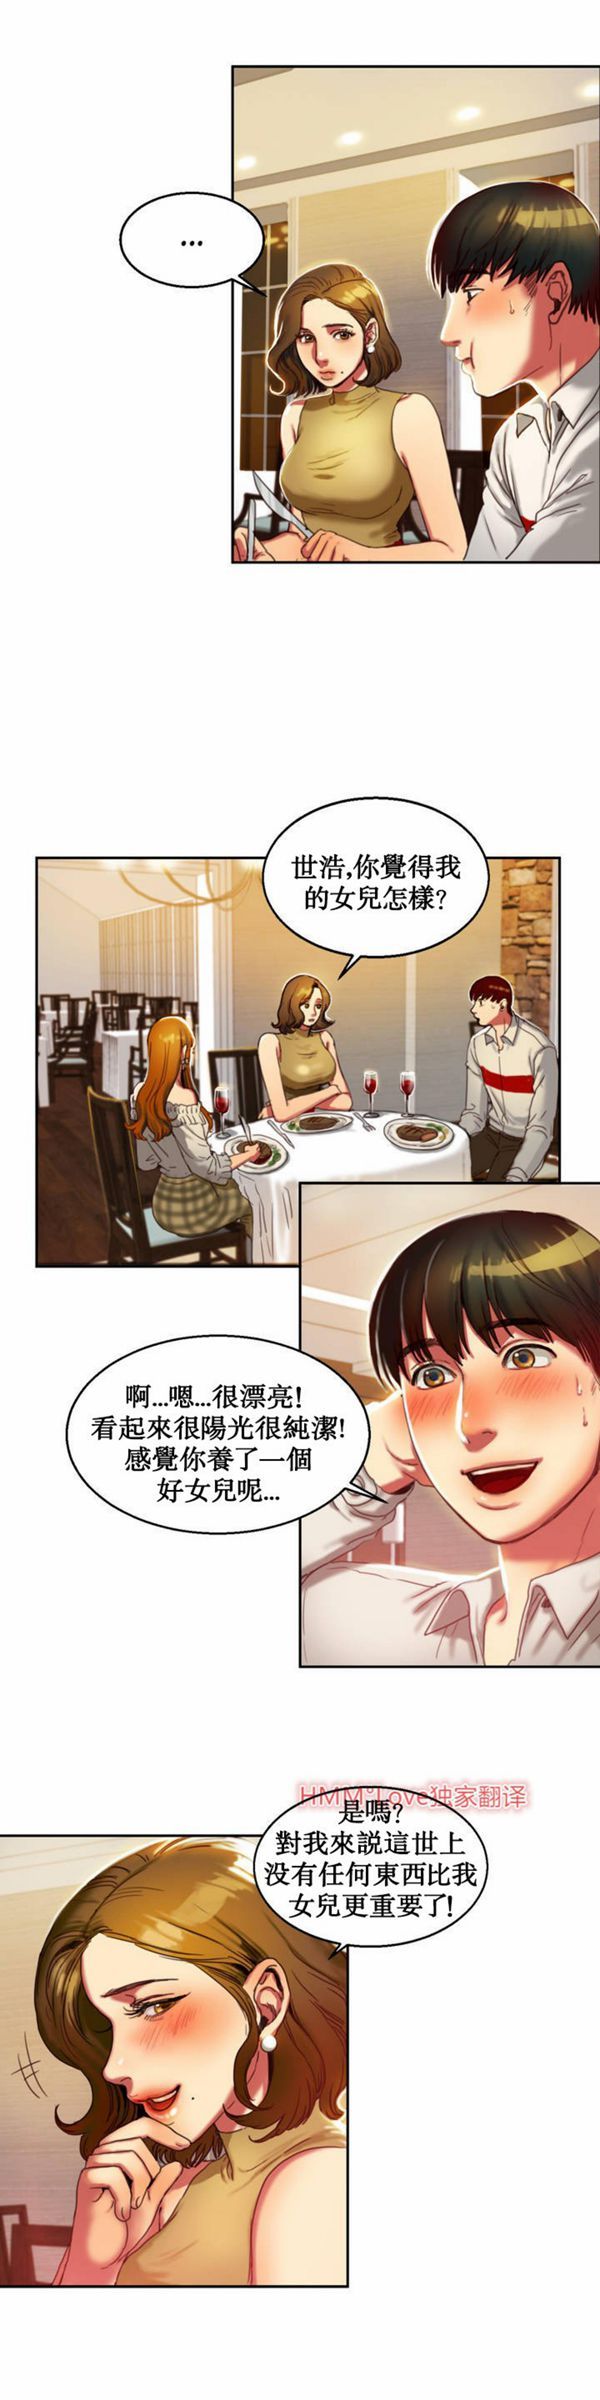 ...
世浩,你覺得我
的女兒怎樣?
啊...嗯...很漂亮!
看起來很陽光很純潔!
感覺你養了一個
好女兒呢...
HMM°Love独家翻译
是嗎?
對我來説這世上
没有任何東西比我
女兒更重要了!